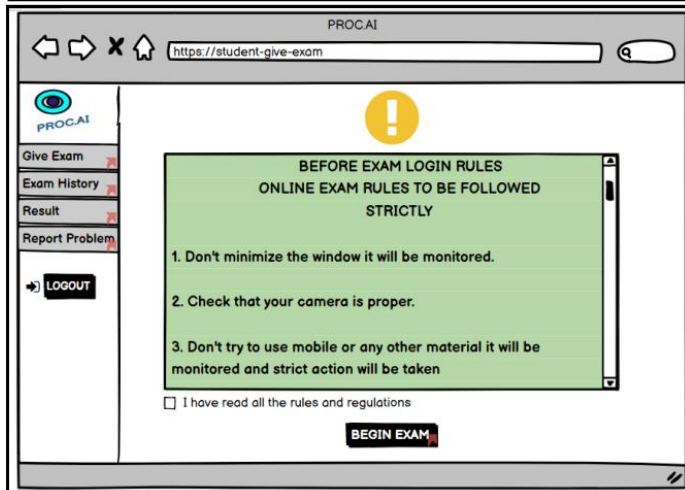 PROC.AI
https://student-give-exam
PROC.AI
Give Exam
Exam History
Result
Report Problem
LOGOUT
BEFORE EXAM LOGIN RULES
ONLINE EXAM RULES TO BE FOLLOWED
STRICTLY
1. Don't minimize the window it will be monitored.
2. Check that your camera is proper.
3. Don't try to use mobile or any other material it will be
monitored and strict action will be taken
I have read all the rules and regulations
BEGIN EXAM